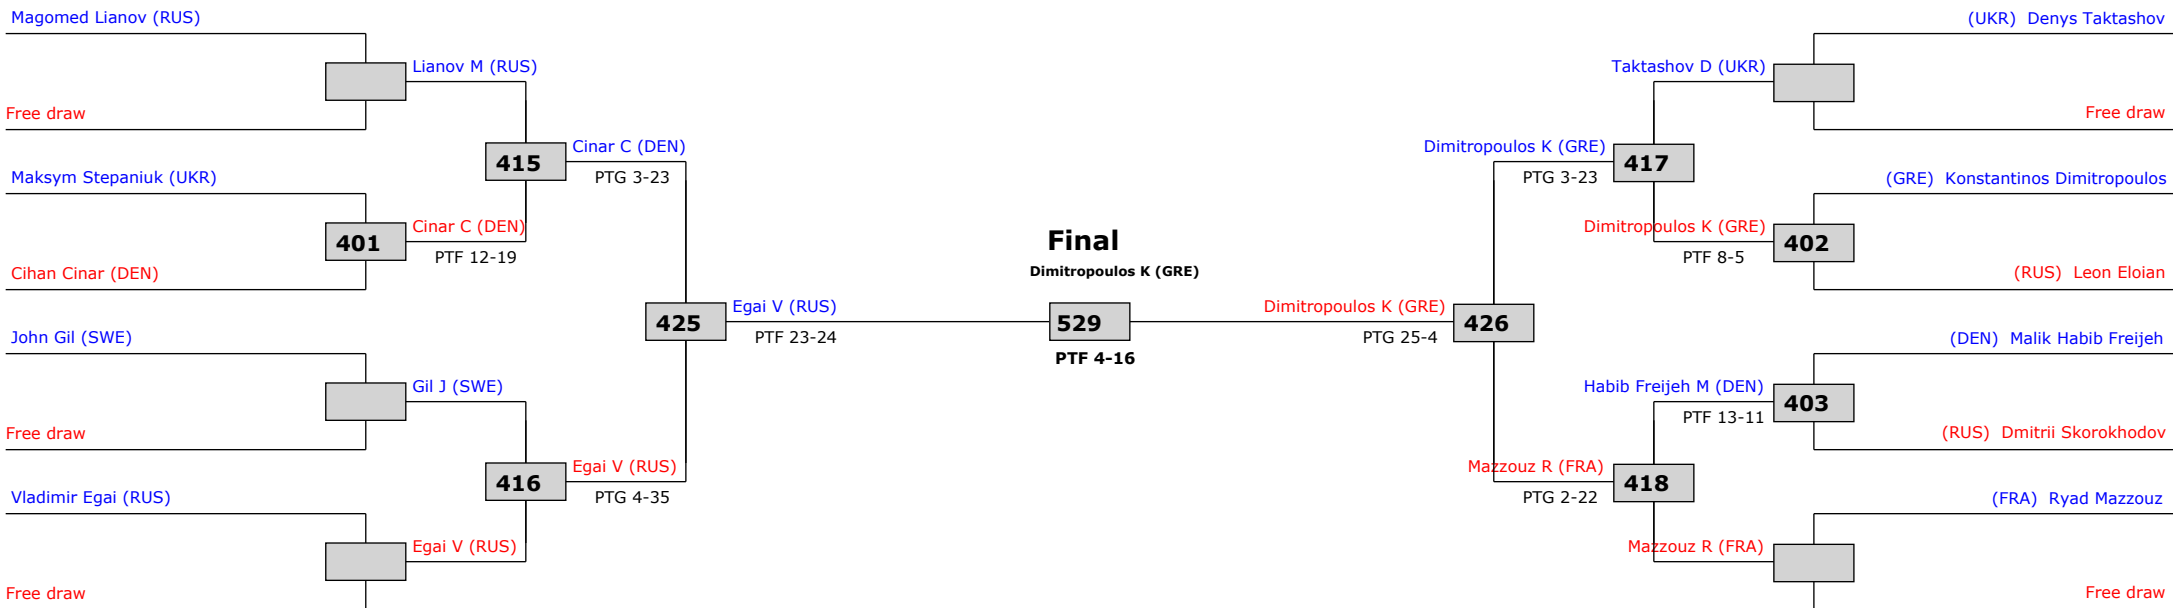 Magomed Lianov (RUS)
Free draw
Lianov M (RUS)
Maksym Stepaniuk (UKR)
401
Cihan Cinar (DEN)
Cinar C (DEN)
PTF 12-19
415
Cinar C (DEN)
PTG 3-23
John Gil (SWE)
Free draw
Gil J (SWE)
Vladimir Egai (RUS)
Free draw
Egai V (RUS)
416
Egai V (RUS)
PTG 4-35
425
Egai V (RUS)
PTF 23-24
Final
Dimitropoulos K (GRE)
529
PTF 4-16
Dimitropoulos K (GRE)
PTG 25-4
426
Dimitropoulos K (GRE)
PTG 3-23
417
Taktashov D (UKR)
(UKR) Denys Taktashov
Free draw
Dimitropoulos K (GRE)
PTF 8-5
402
(GRE) Konstantinos Dimitropoulos
(RUS) Leon Eloian
Mazzouz R (FRA)
PTG 2-22
418
Habib Freijeh M (DEN)
PTF 13-11
403
(DEN) Malik Habib Freijeh
(RUS) Dmitrii Skorokhodov
Mazzouz R (FRA)
(FRA) Ryad Mazzouz
Free draw